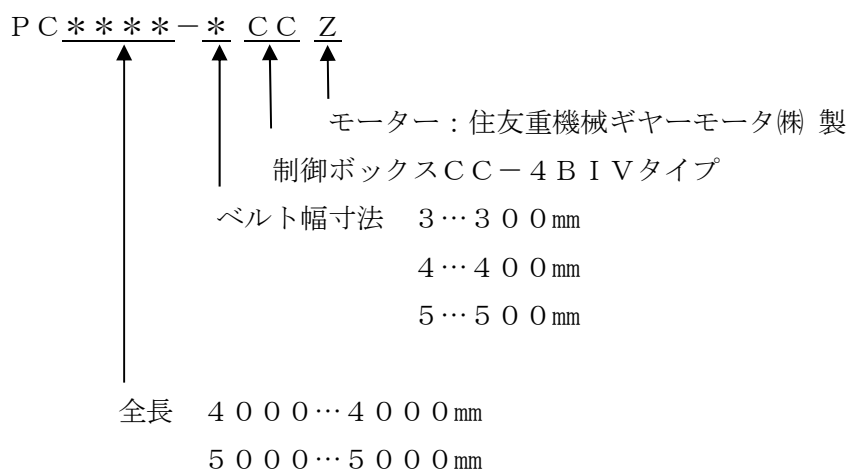 ＰＣ＊＊＊＊－＊ ＣＣ Ｚ
モーター：住友重機械ギヤーモータ㈱ 製
制御ボックスＣＣ－４ＢＩＶタイプ
ベルト幅寸法　３…３００㎜
４…４００㎜
５…５００㎜
全長　４０００…４０００㎜
５０００…５０００㎜